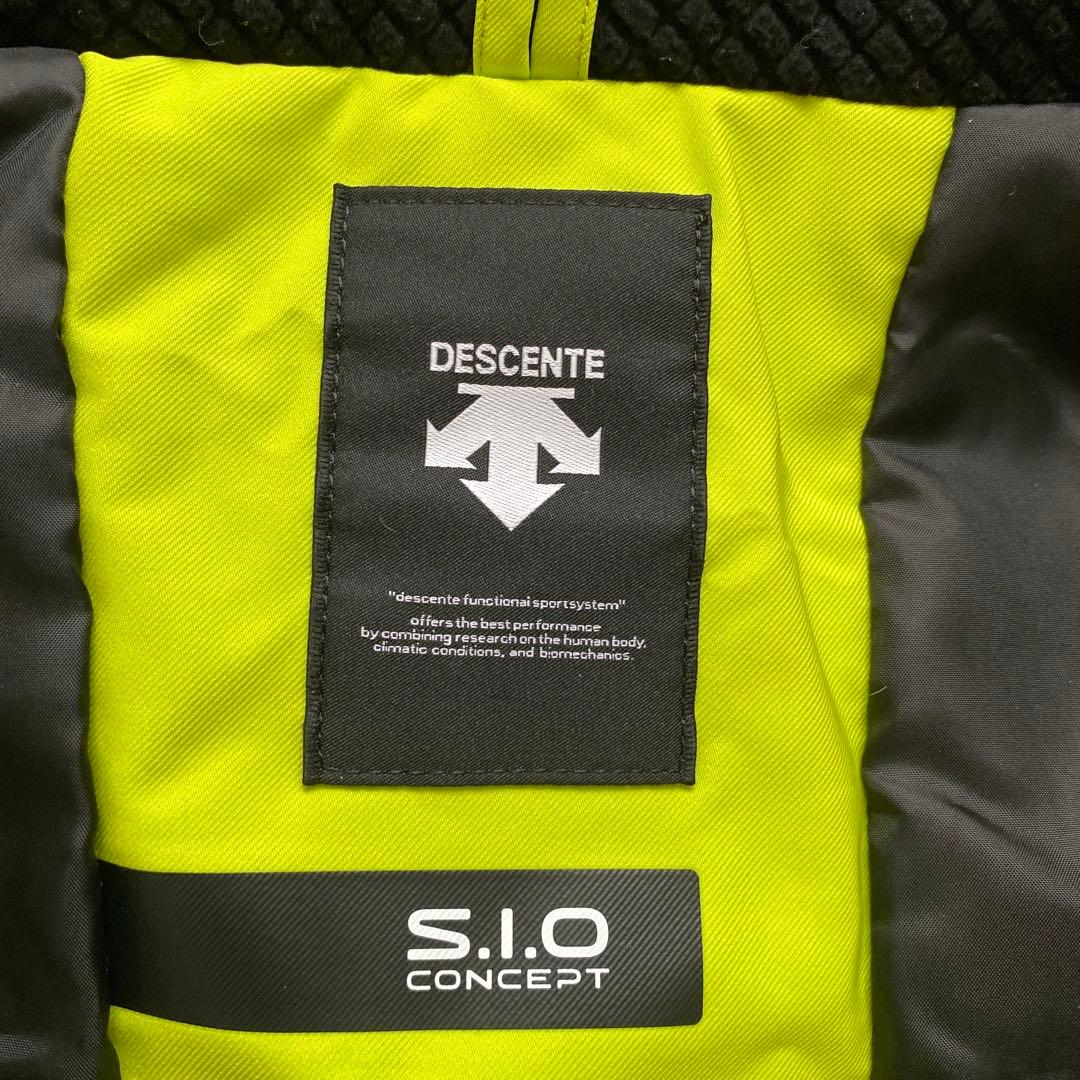 DESCENTE
"descente functional sportsystem"
offers the best performance
by combining research on the human body,
climatic conditions, and biomechanics.
S.I.O
CONCEPT